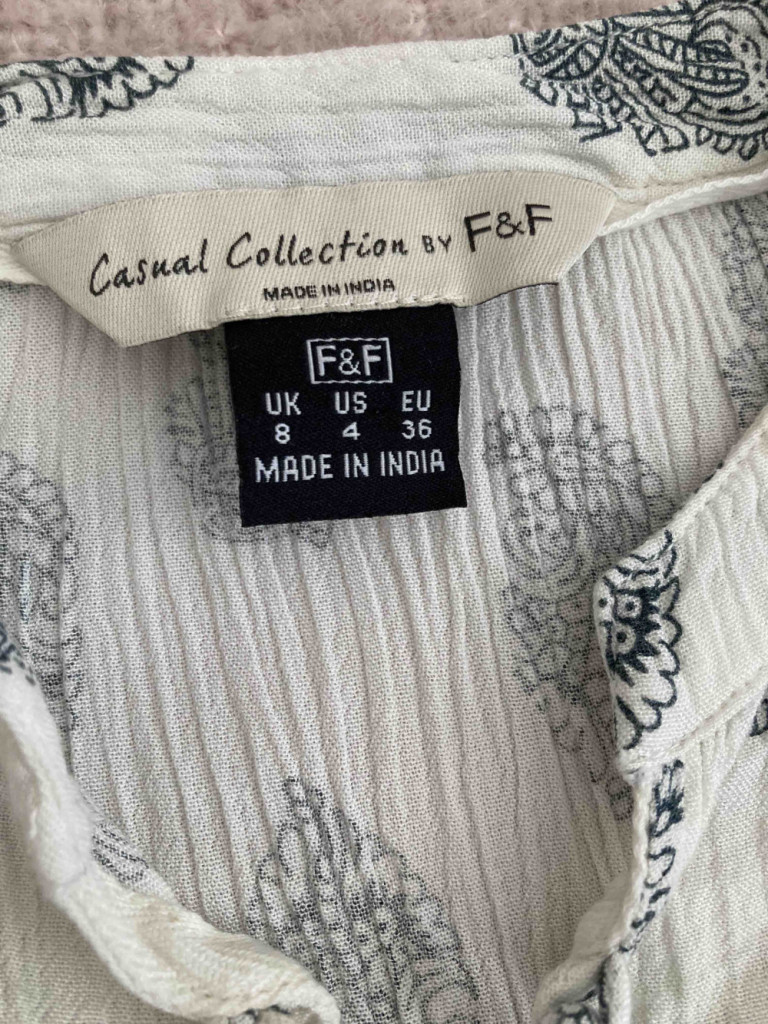 Casual Collection BY F&F
MADE IN INDIA
F&F
UK US EU
8 4 36
MADE IN INDIA